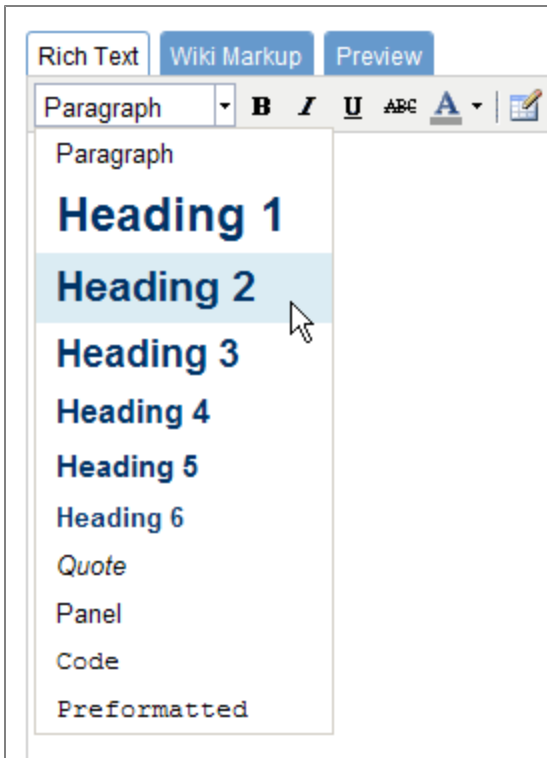 Rich Text Wiki Markup Preview
Paragraph B I U ABC A
Paragraph
Heading 1
Heading 2
Heading 3
Heading 4
Heading 5
Heading 6
Quote
Panel
Code
Preformatted